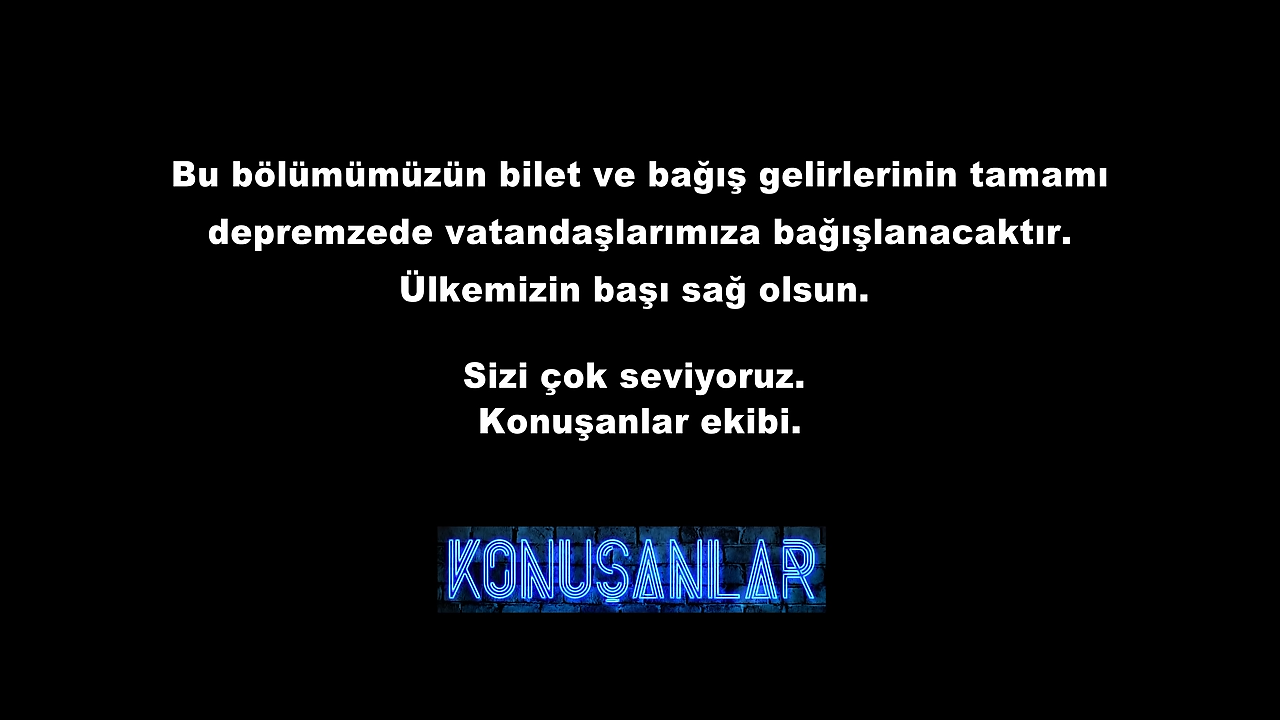 Bu bölümümüzün bilet ve bağış gelirlerinin tamamı
depremzede vatandaşlarımıza bağışlanacaktır.
Ülkemizin başı sağ olsun.
Sizi çok seviyoruz.
Konuşanlar ekibi.
KONUŞANLAR